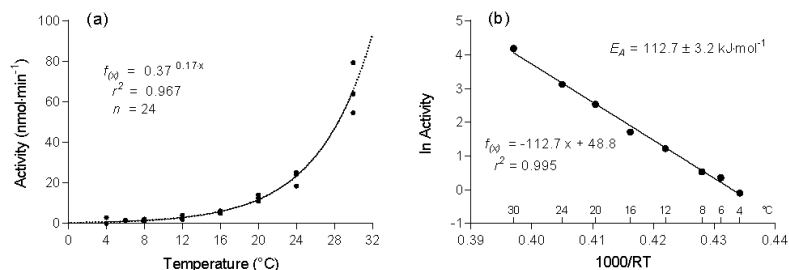 (a)
100
80
60
40
20
0
Activity (nmol·min⁻¹)
f(x) = 0.37 0.17·x
r² = 0.967
n = 24
0 4 8 12 16 20 24 28 32
Temperature (°C)
(b)
5
4
3
2
1
0
-1
ln Activity
E_A = 112.7 ± 3.2 kJ·mol⁻¹
f(x) = -112.7 x + 48.8
r² = 0.995
30 24 20 16 12 8 6 4 °C
0.39 0.40 0.41 0.42 0.43 0.44
1000/RT